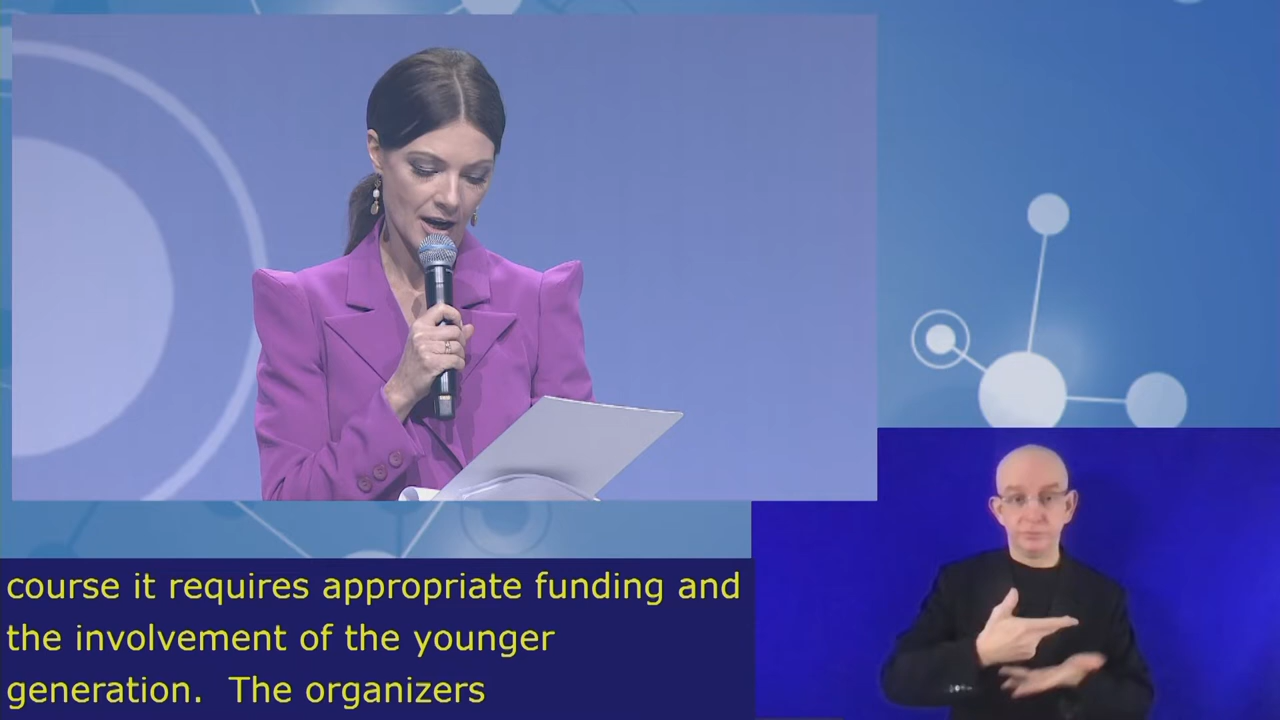 course it requires appropriate funding and
the involvement of the younger
generation.  The organizers